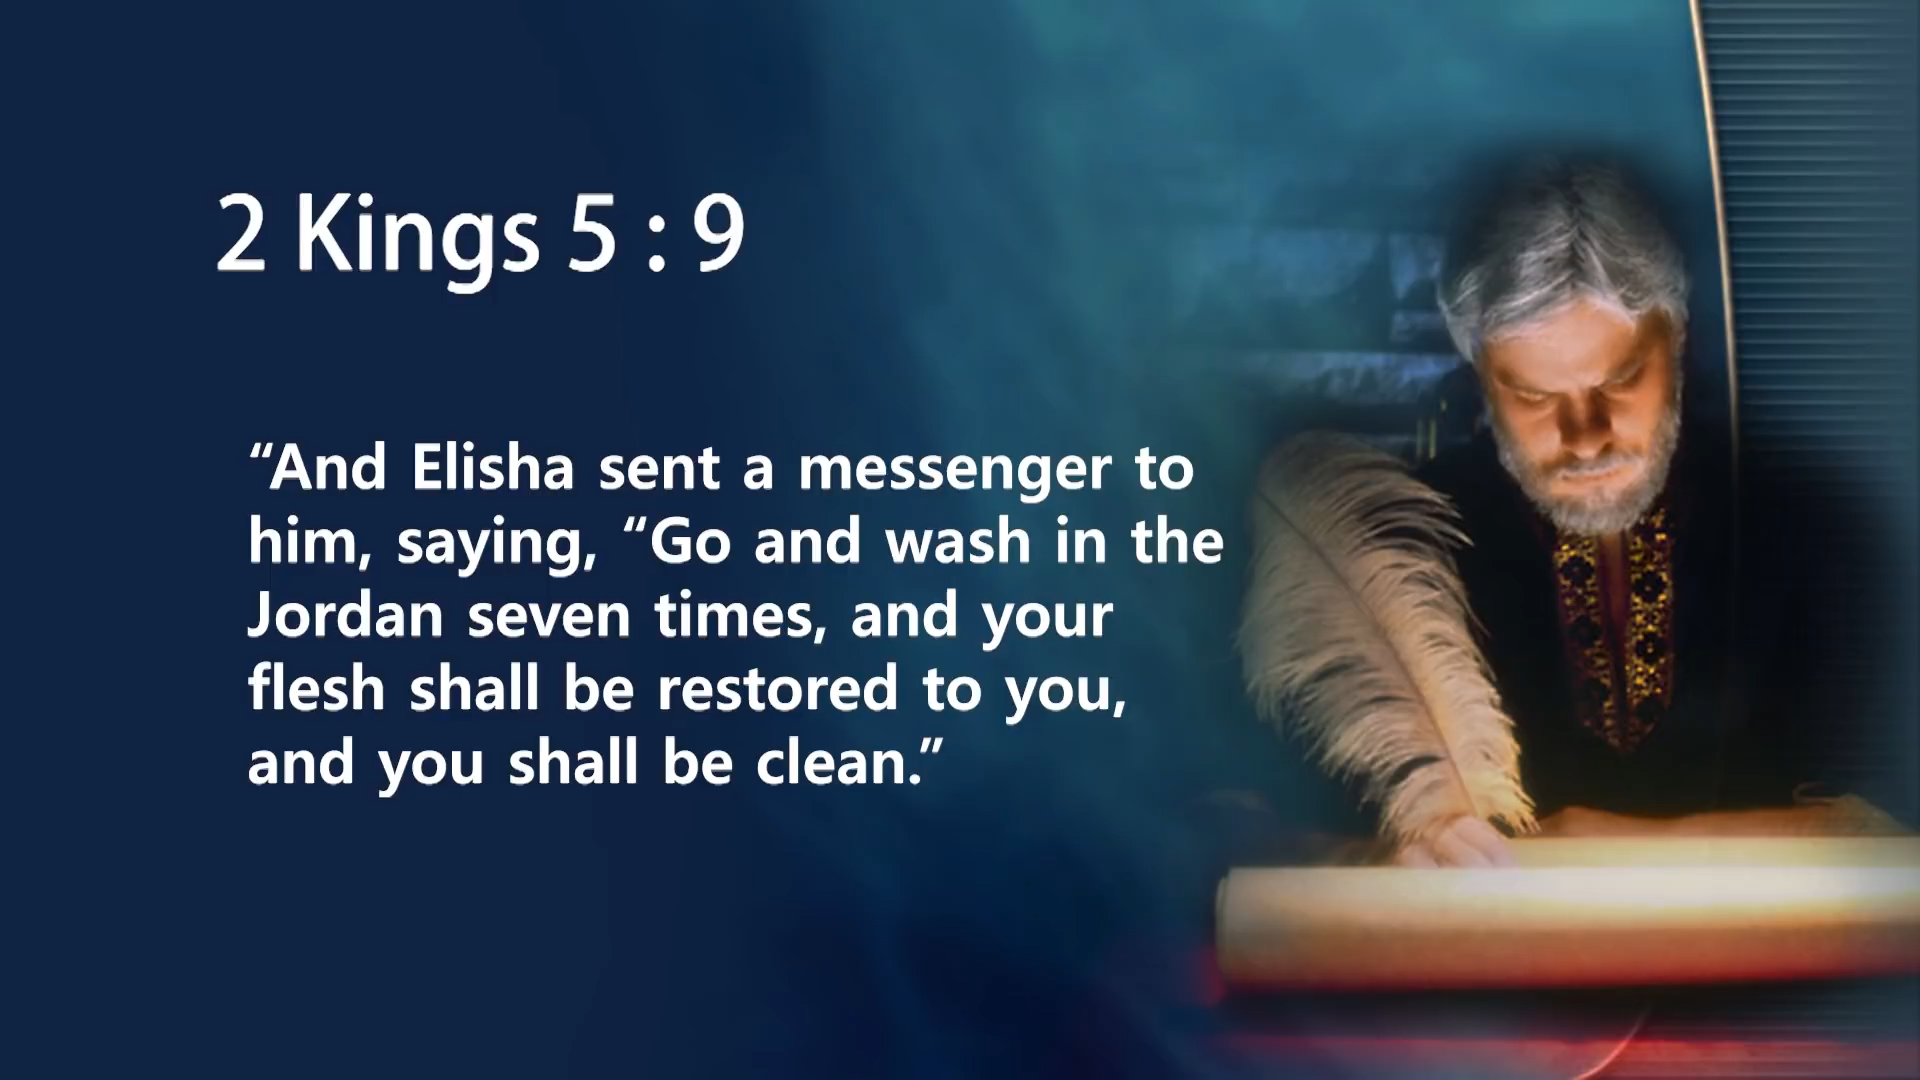 2 Kings 5 : 9
“And Elisha sent a messenger to
him, saying, “Go and wash in the
Jordan seven times, and your
flesh shall be restored to you,
and you shall be clean.”